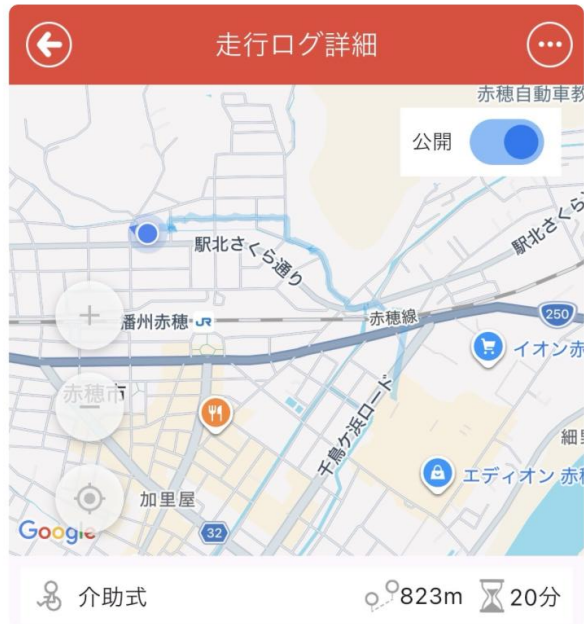 走行ログ詳細
赤穂自動車教
公開
駅北さくら通り
駅北さくら
播州赤穂
JR
赤穂線
250
イオン赤
赤穂市
千鳥ケ浜ロード
細
エディオン 赤
加里屋
32
Google
介助式 823m 20分